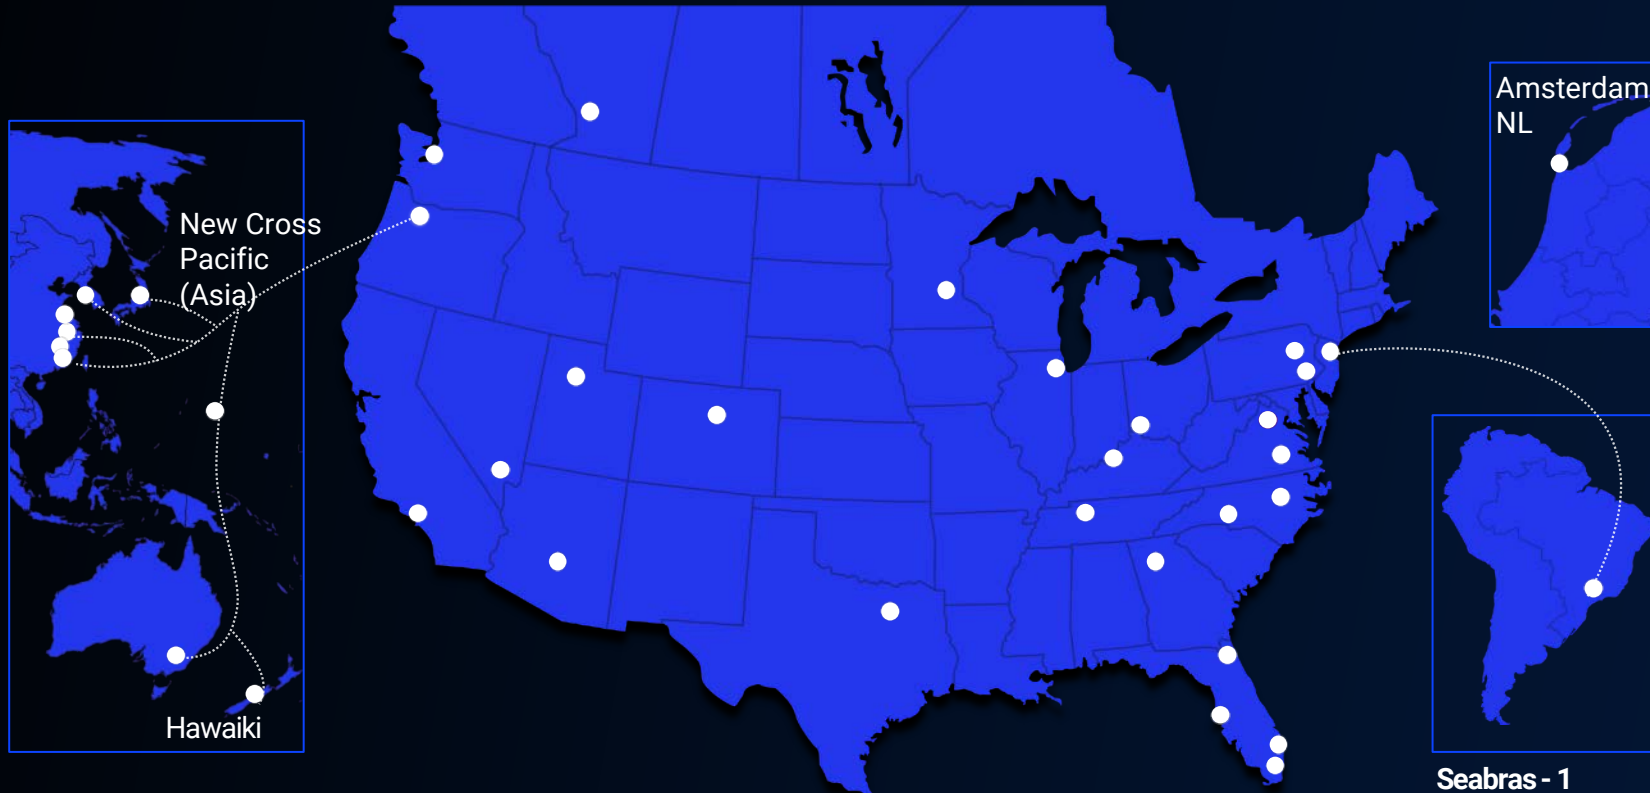 New Cross
Pacific
(Asia)
Hawaiki
Amsterdam
NL
Seabras - 1